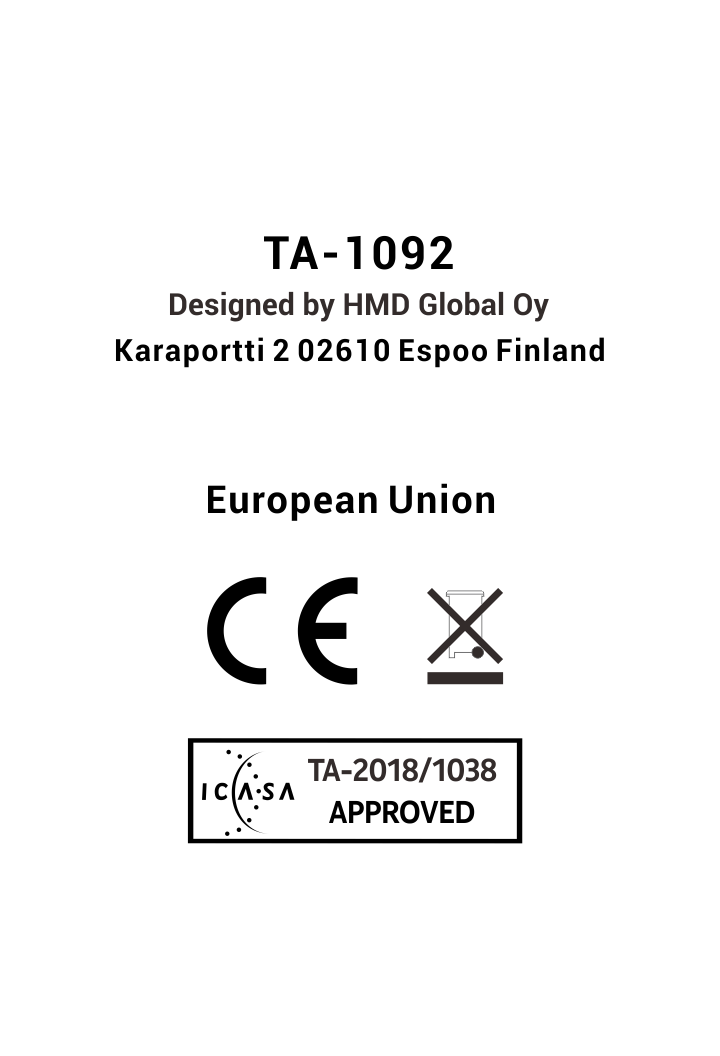 TA-1092
Designed by HMD Global Oy
Karaportti 2 02610 Espoo Finland
European Union
CE
ICASA
TA-2018/1038
APPROVED